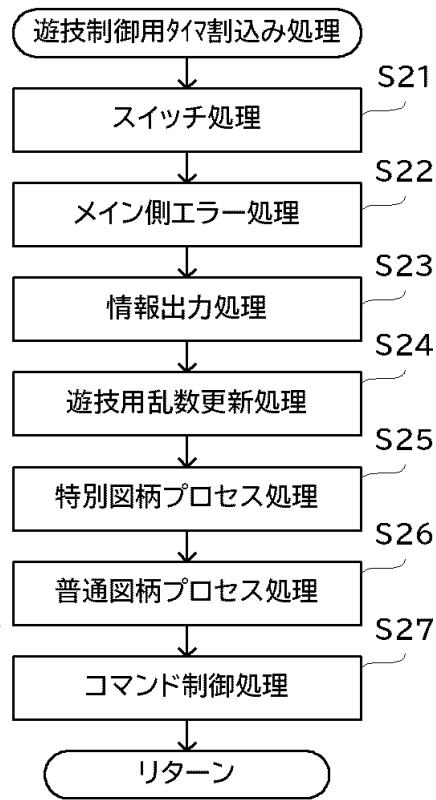 遊技制御用ﾀｲﾏ割込み処理
S21
スイッチ処理
S22
メイン側エラー処理
S23
情報出力処理
S24
遊技用乱数更新処理
S25
特別図柄プロセス処理
S26
普通図柄プロセス処理
S27
コマンド制御処理
リターン